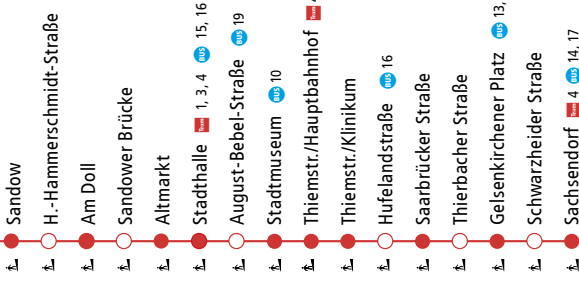 Sandow
H.-Hammerschmidt-Straße
Am Doll
Sandower Brücke
Altmarkt
Stadthalle Tram 1, 3, 4 BUS 15, 16
August-Bebel-Straße BUS 19
Stadtmuseum BUS 10
Thiemstr./Hauptbahnhof Tram
Thiemstr./Klinikum
Hufelandstraße BUS 16
Saarbrücker Straße
Thierbacher Straße
Gelsenkirchener Platz BUS 13,
Schwarzheider Straße
Sachsendorf Tram 4 BUS 14, 17